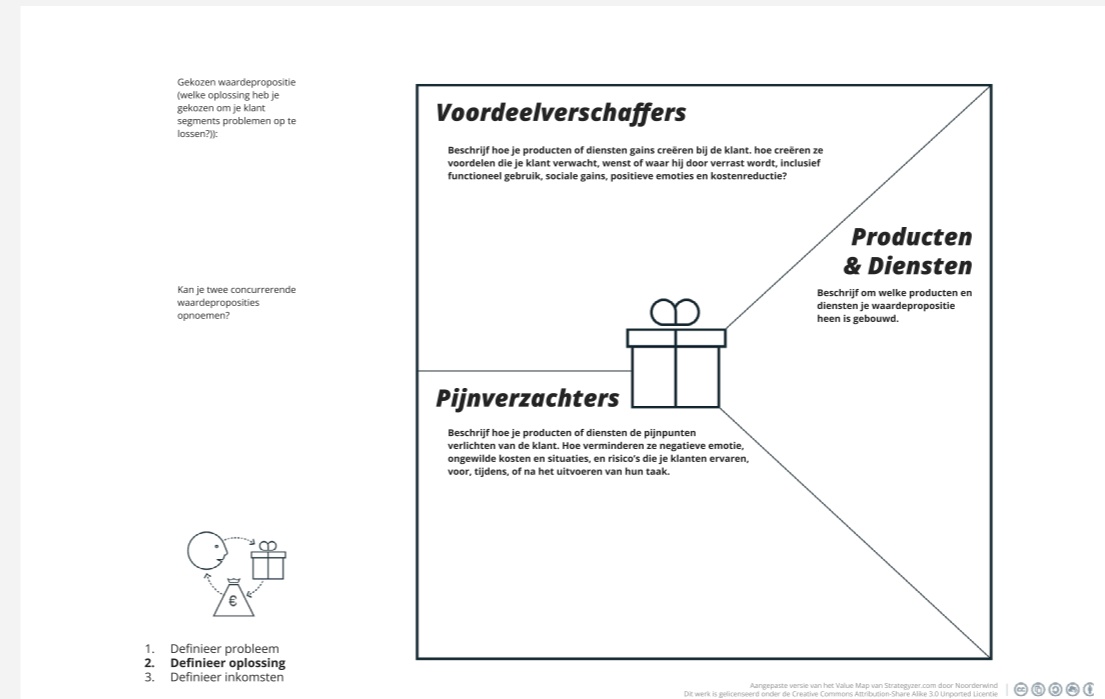 Gekozen waardepropositie
(welke oplossing heb je
gekozen om je klant
segments problemen op te
lossen?)):
Kan je twee concurrerende
waardeproposities
opnoemen?
Voordeelverschaffers
Beschrijf hoe je producten of diensten gains creëren bij de klant. hoe creëren ze
voordelen die je klant verwacht, wenst of waar hij door verrast wordt, inclusief
functioneel gebruik, sociale gains, positieve emoties en kostenreductie?
Producten
& Diensten
Beschrijf om welke producten en
diensten je waardepropositie
heen is gebouwd.
Pijnverzachters
Beschrijf hoe je producten of diensten de pijnpunten
verlichten van de klant. Hoe verminderen ze negatieve emotie,
ongewilde kosten en situaties, en risico's die je klanten ervaren,
voor, tijdens, of na het uitvoeren van hun taak.
€
1. Definieer probleem
2. Definieer oplossing
3. Definieer inkomsten
Aangepaste versie van het Value Map van Strategyzer.com door Noorderwind
Dit werk is gelicenseerd onder de Creative Commons Attribution-Share Alike 3.0 Unported Licentie